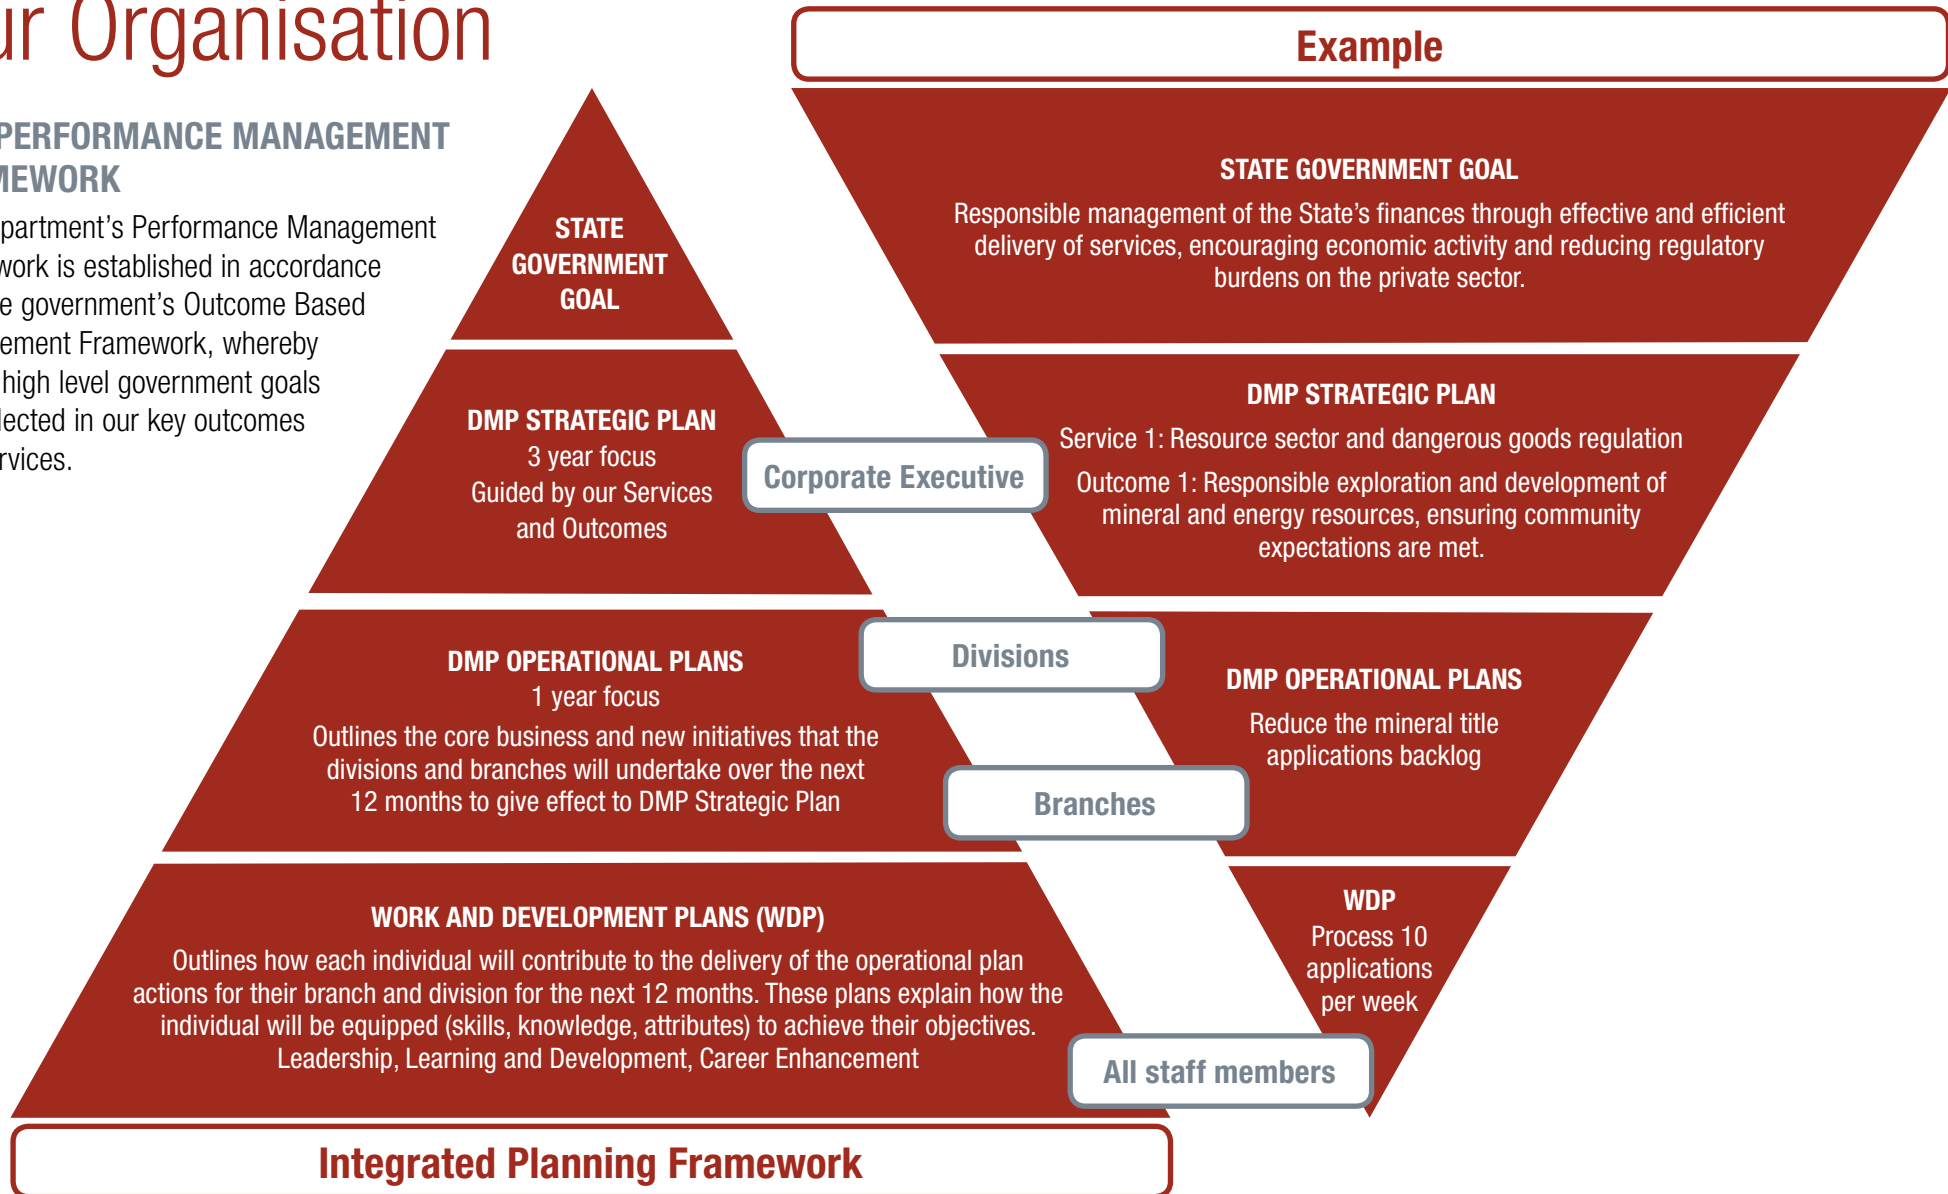 ur Organisation
PERFORMANCE MANAGEMENT
MEWORK
partment's Performance Management
work is established in accordance
e government's Outcome Based
ement Framework, whereby
high level government goals
lected in our key outcomes
rvices.
STATE
GOVERNMENT
GOAL
DMP STRATEGIC PLAN
3 year focus
Guided by our Services
and Outcomes
DMP OPERATIONAL PLANS
1 year focus
Outlines the core business and new initiatives that the
divisions and branches will undertake over the next
12 months to give effect to DMP Strategic Plan
WORK AND DEVELOPMENT PLANS (WDP)
Outlines how each individual will contribute to the delivery of the operational plan
actions for their branch and division for the next 12 months. These plans explain how the
individual will be equipped (skills, knowledge, attributes) to achieve their objectives.
Leadership, Learning and Development, Career Enhancement
Integrated Planning Framework
Corporate Executive
Divisions
Branches
All staff members
Example
STATE GOVERNMENT GOAL
Responsible management of the State's finances through effective and efficient
delivery of services, encouraging economic activity and reducing regulatory
burdens on the private sector.
DMP STRATEGIC PLAN
Service 1: Resource sector and dangerous goods regulation
Outcome 1: Responsible exploration and development of
mineral and energy resources, ensuring community
expectations are met.
DMP OPERATIONAL PLANS
Reduce the mineral title
applications backlog
WDP
Process 10
applications
per week